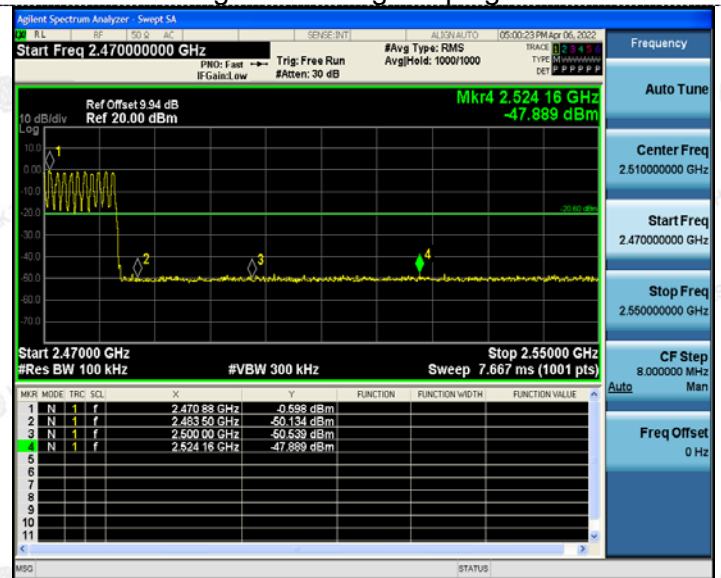 Agilent Spectrum Analyzer - Swept SA
RL RF 50 Ω AC SENSE:INT ALIGNAUTO 05:00:23 PM Apr 06, 2022
Start Freq 2.470000000 GHz
PNO: Fast
IFGain:Low
Trig: Free Run
#Atten: 30 dB
#Avg Type: RMS
Avg|Hold: 1000/1000
TRACE 1 2 3 4 5 6
TYPE MWWWWW
DET P P P P P P
Frequency
Mkr4 2.524 16 GHz
-47.889 dBm
Ref Offset 9.94 dB
10 dB/div Ref 20.00 dBm
Log
10.0
0.00
-10.0
-20.0
-30.0
-40.0
-50.0
-60.0
-70.0
1
2
3
4
-20.60 dBm
Start 2.47000 GHz Stop 2.55000 GHz
#Res BW 100 kHz #VBW 300 kHz Sweep 7.667 ms (1001 pts)
MKR MODE TRC SCL X Y FUNCTION FUNCTION WIDTH FUNCTION VALUE
1 N 1 f 2.470 88 GHz -0.598 dBm
2 N 1 f 2.483 50 GHz -50.134 dBm
3 N 1 f 2.500 00 GHz -50.539 dBm
4 N 1 f 2.524 16 GHz -47.889 dBm
5
6
7
8
9
10
11
MSG STATUS
Auto Tune
Center Freq
2.510000000 GHz
Start Freq
2.470000000 GHz
Stop Freq
2.550000000 GHz
CF Step
8.000000 MHz
Auto Man
Freq Offset
0 Hz